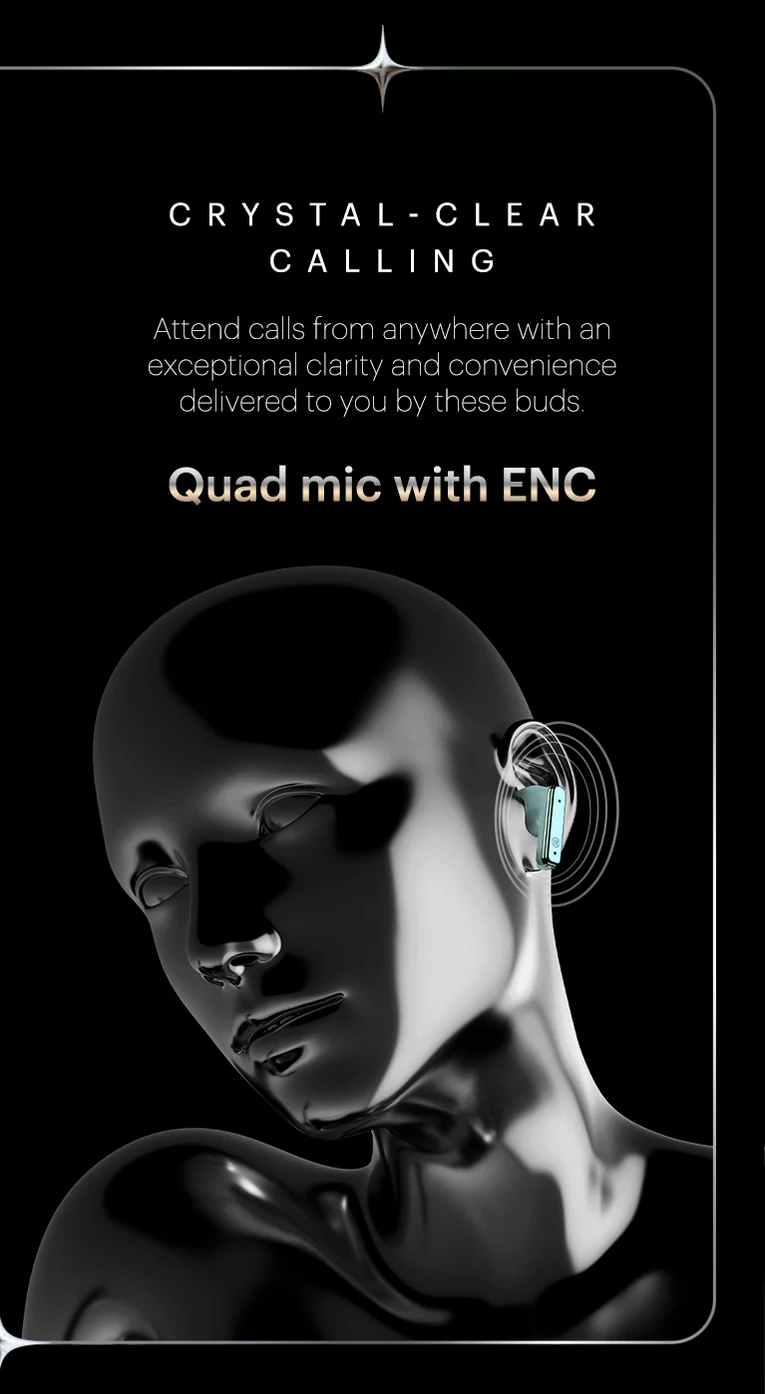 CRYSTAL-CLEAR
CALLING
Attend calls from anywhere with an
exceptional clarity and convenience
delivered to you by these buds.
Quad mic with ENC